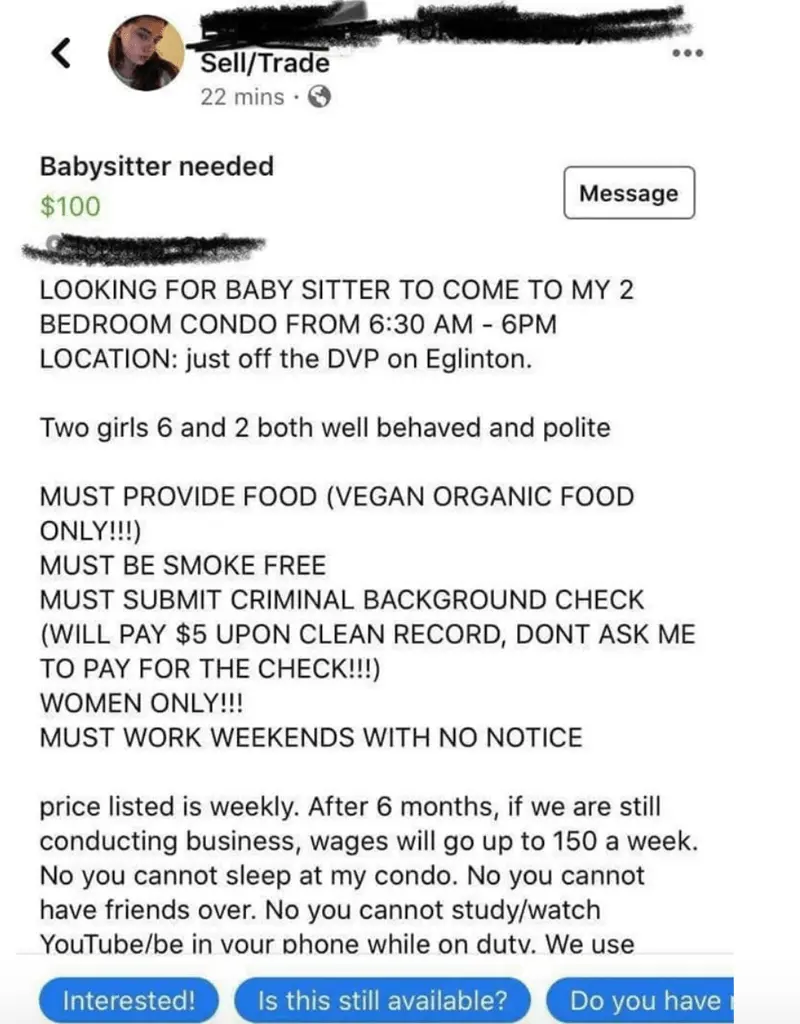 Sell/Trade
22 mins ·
Babysitter needed
$100
Message
LOOKING FOR BABY SITTER TO COME TO MY 2
BEDROOM CONDO FROM 6:30 AM - 6PM
LOCATION: just off the DVP on Eglinton.
Two girls 6 and 2 both well behaved and polite
MUST PROVIDE FOOD (VEGAN ORGANIC FOOD
ONLY!!!)
MUST BE SMOKE FREE
MUST SUBMIT CRIMINAL BACKGROUND CHECK
(WILL PAY $5 UPON CLEAN RECORD, DONT ASK ME
TO PAY FOR THE CHECK!!!)
WOMEN ONLY!!!
MUST WORK WEEKENDS WITH NO NOTICE
price listed is weekly. After 6 months, if we are still
conducting business, wages will go up to 150 a week.
No you cannot sleep at my condo. No you cannot
have friends over. No you cannot study/watch
YouTube/be in your phone while on duty. We use
Interested!
Is this still available?
Do you have